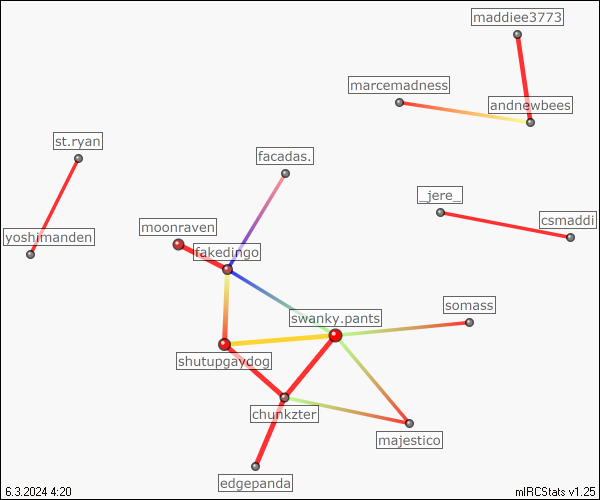 maddiee3773
marcemadness
andnewbees
st.ryan
facadas.
_jere_
csmaddi
moonraven
yoshimanden
fakedingo
somass
swanky.pants
shutupgaydog
chunkzter
majestico
edgepanda
6.3.2024 4:20
mIRCStats v1.25